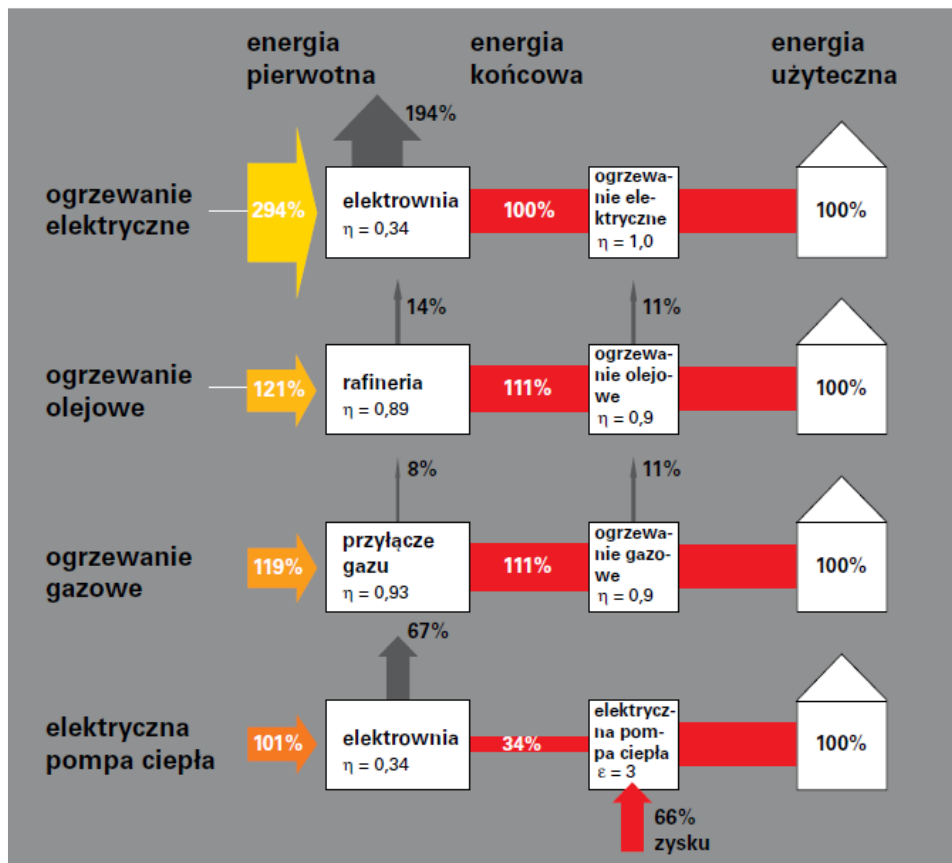 energia
pierwotna
energia
końcowa
energia
użyteczna
194%
ogrzewanie
elektryczne
294%
elektrownia
η = 0,34
100%
ogrzewa-
nie ele-
ktryczne
η = 1,0
100%
14%
11%
ogrzewanie
olejowe
121%
rafineria
η = 0,89
111%
ogrzewa-
nie olejo-
we
η = 0,9
100%
8%
11%
ogrzewanie
gazowe
119%
przyłącze
gazu
η = 0,93
111%
ogrzewa-
nie gazo-
we
η = 0,9
100%
67%
elektryczna
pompa ciepła
101%
elektrownia
η = 0,34
34%
elektrycz-
na pom-
pa ciepła
ε = 3
100%
66%
zysku